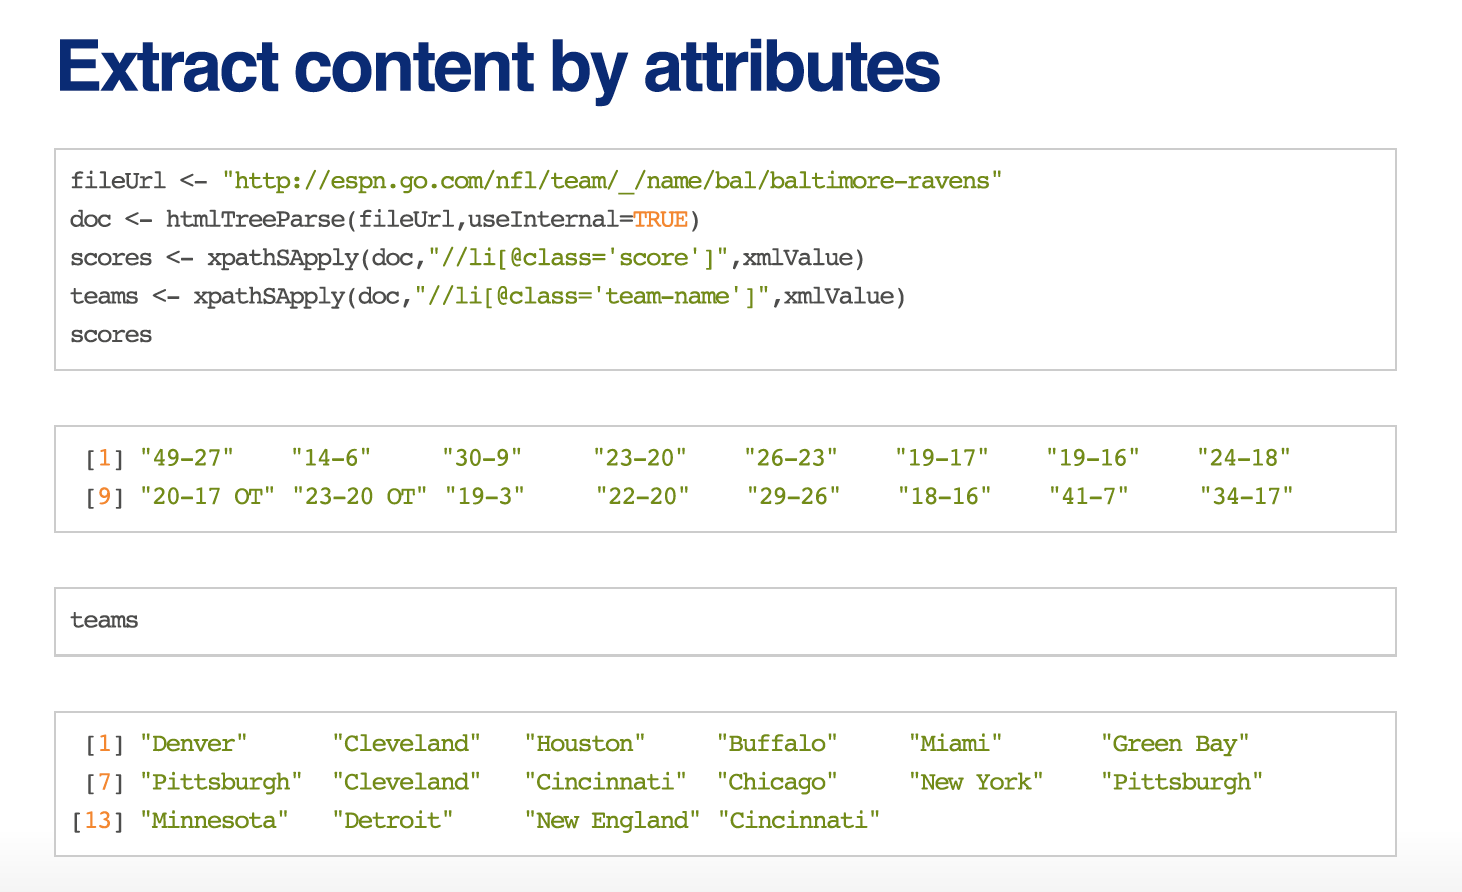 Extract content by attributes
fileUrl <- "http://espn.go.com/nfl/team/_/name/bal/baltimore-ravens"
doc <- htmlTreeParse(fileUrl,useInternal=TRUE)
scores <- xpathSApply(doc,"//li[@class='score']",xmlValue)
teams <- xpathSApply(doc,"//li[@class='team-name']",xmlValue)
scores
[1] "49-27"    "14-6"     "30-9"     "23-20"    "26-23"    "19-17"    "19-16"    "24-18"
[9] "20-17 OT" "23-20 OT" "19-3"     "22-20"    "29-26"    "18-16"    "41-7"     "34-17"
teams
[1] "Denver"      "Cleveland"   "Houston"     "Buffalo"     "Miami"       "Green Bay"
[7] "Pittsburgh"  "Cleveland"   "Cincinnati"  "Chicago"     "New York"    "Pittsburgh"
[13] "Minnesota"   "Detroit"     "New England" "Cincinnati"